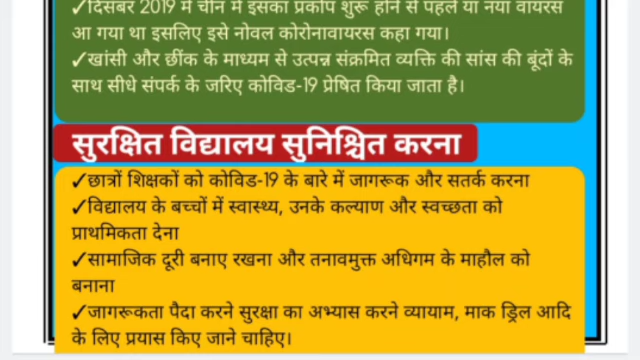 ✓दिसंबर 2019 में चीन में इसका प्रकोप शुरू होने से पहले या नया वायरस
आ गया था इसलिए इसे नोवल कोरोनावायरस कहा गया।
✓खांसी और छींक के माध्यम से उत्पन्न संक्रमित व्यक्ति की सांस की बूंदों के
साथ सीधे संपर्क के जरिए कोविड-19 प्रेषित किया जाता है।
सुरक्षित विद्यालय सुनिश्चित करना
✓छात्रों शिक्षकों को कोविड-19 के बारे में जागरूक और सतर्क करना
✓विद्यालय के बच्चों में स्वास्थ्य, उनके कल्याण और स्वच्छता को
प्राथमिकता देना
✓सामाजिक दूरी बनाए रखना और तनावमुक्त अधिगम के माहौल को
बनाना
✓जागरूकता पैदा करने सुरक्षा का अभ्यास करने व्यायाम, माक ड्रिल आदि
के लिए प्रयास किए जाने चाहिए।